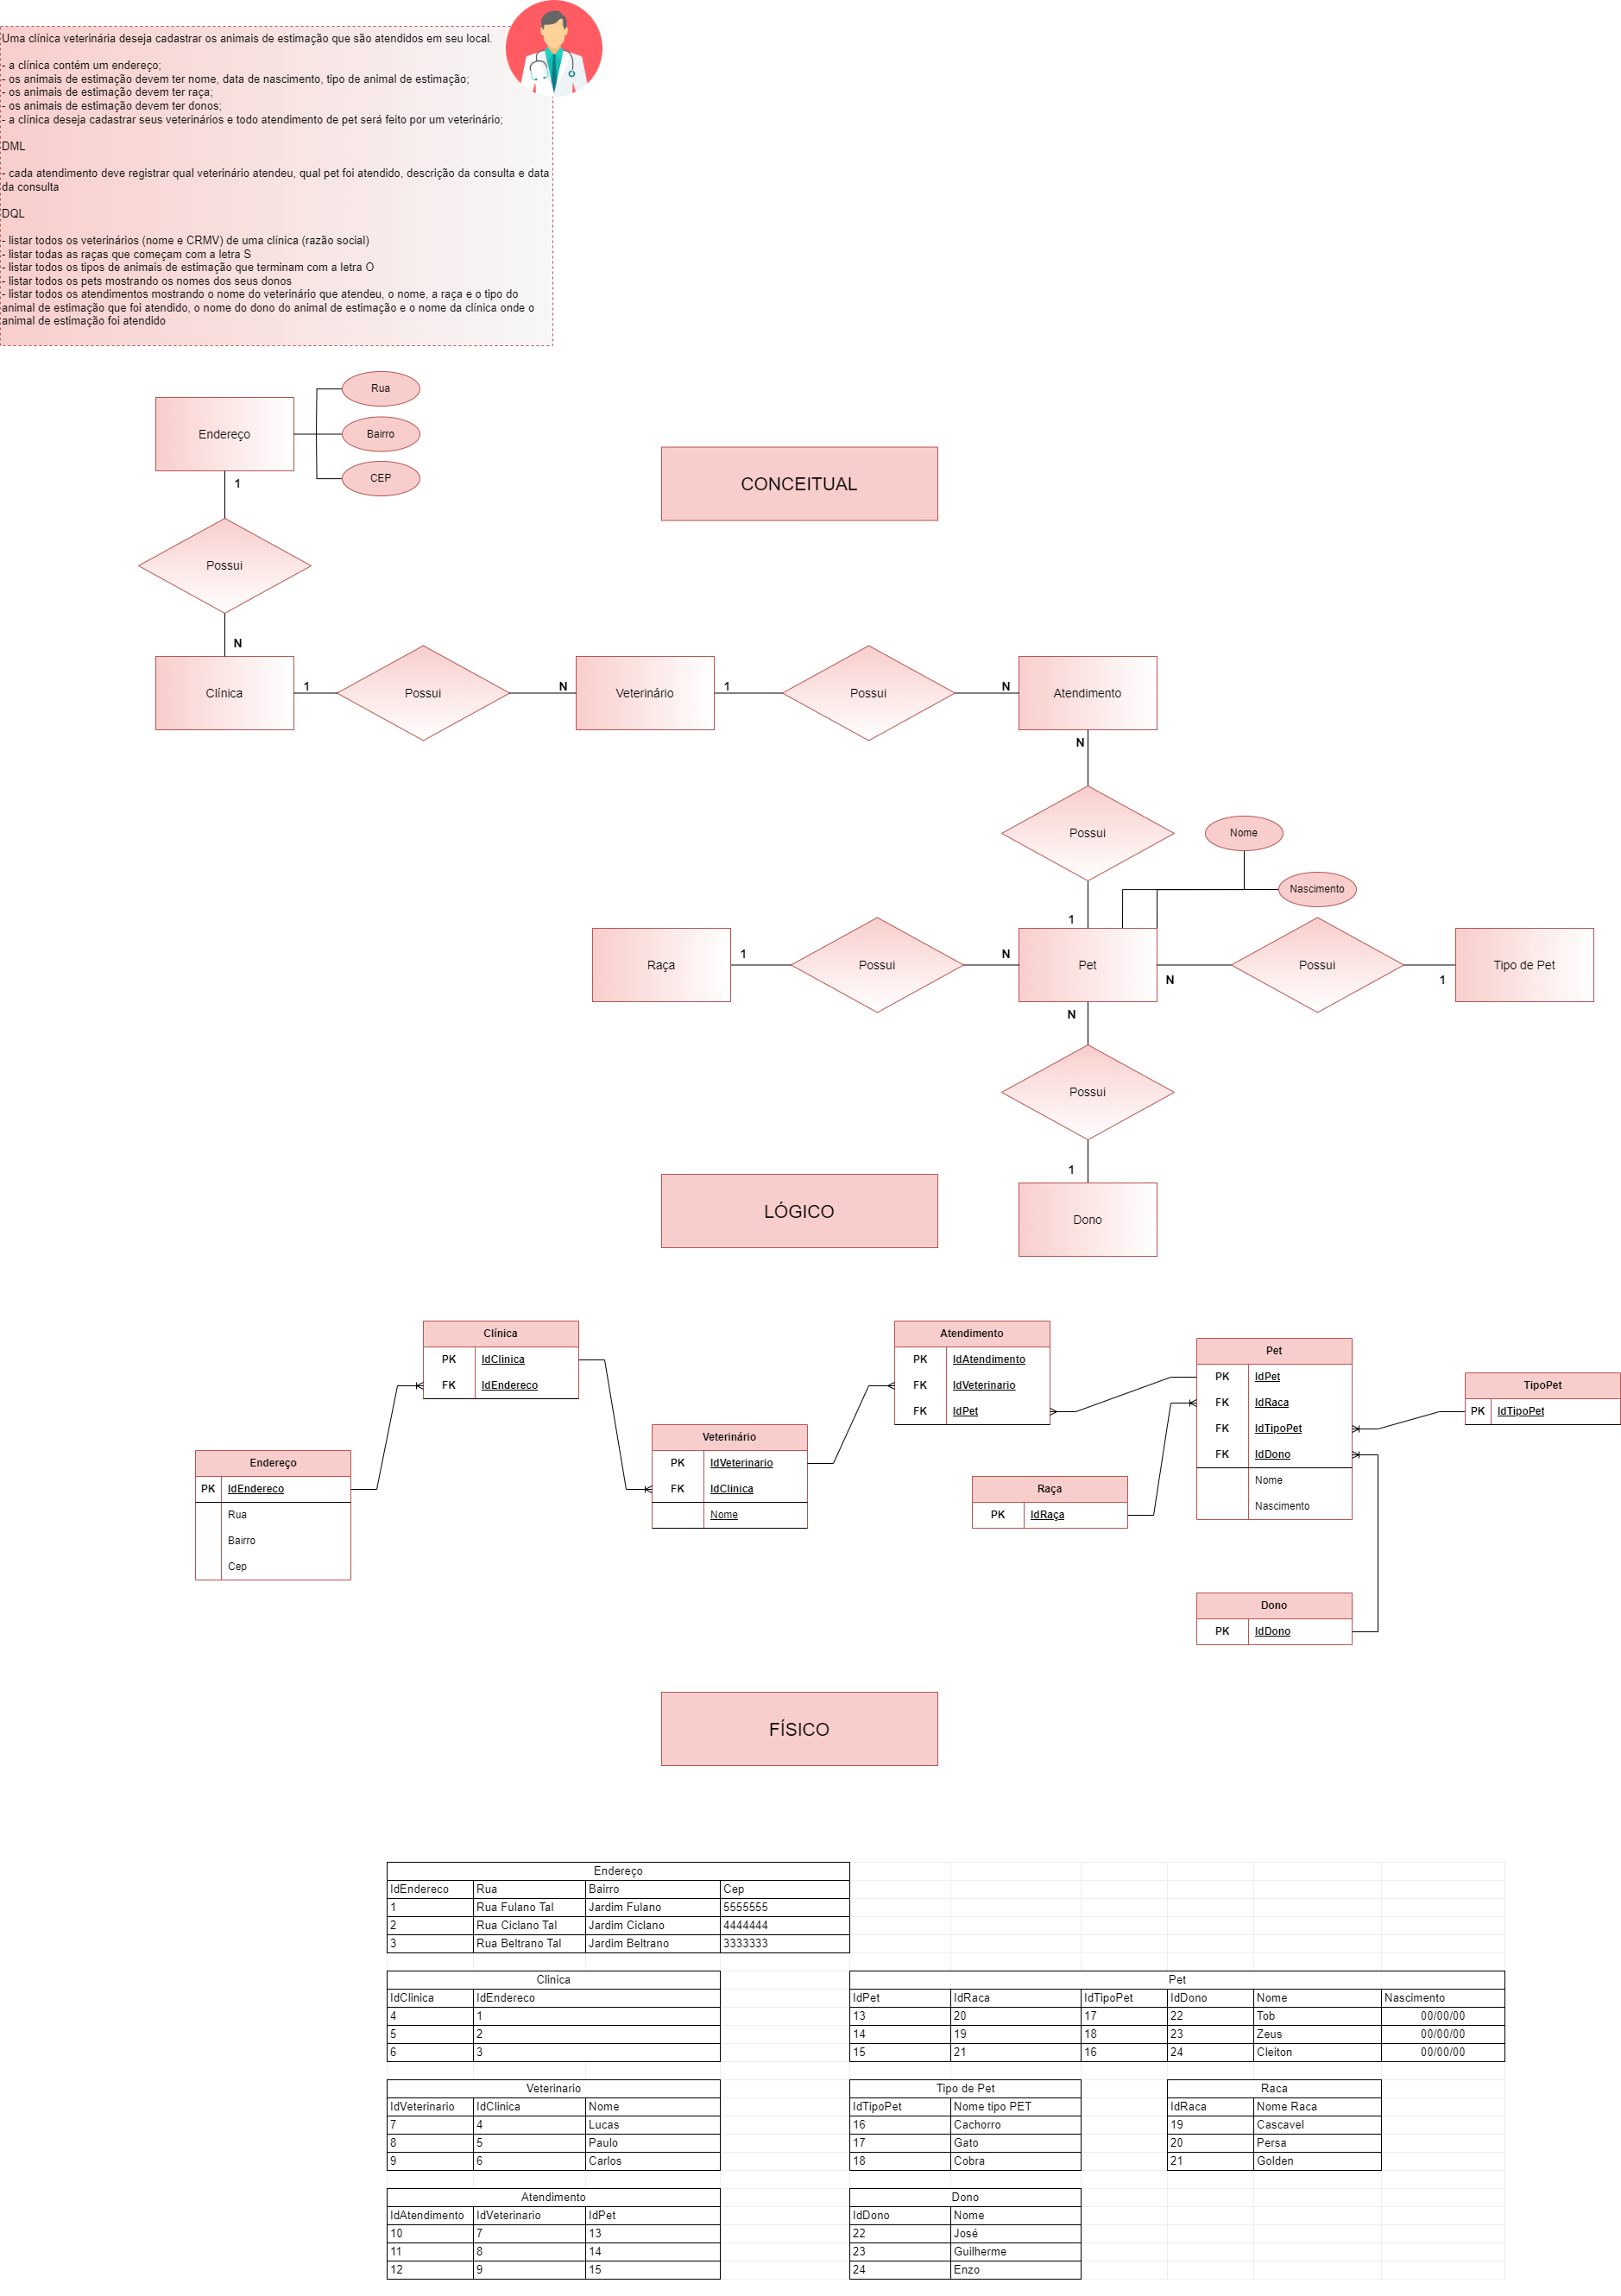 Uma clínica veterinária deseja cadastrar os animais de estimação que são atendidos em seu local.
- a clínica contém um endereço;
- os animais de estimação devem ter nome, data de nascimento, tipo de animal de estimação;
- os animais de estimação devem ter raça;
- os animais de estimação devem ter donos;
- a clínica deseja cadastrar seus veterinários e todo atendimento de pet será feito por um veterinário;
DML
- cada atendimento deve registrar qual veterinário atendeu, qual pet foi atendido, descrição da consulta e data
da consulta
DQL
- listar todos os veterinários (nome e CRMV) de uma clínica (razão social)
- listar todas as raças que começam com a letra S
- listar todos os tipos de animais de estimação que terminam com a letra O
- listar todos os pets mostrando os nomes dos seus donos
- listar todos os atendimentos mostrando o nome do veterinário que atendeu, o nome, a raça e o tipo do
animal de estimação que foi atendido, o nome do dono do animal de estimação e o nome da clínica onde o
animal de estimação foi atendido
Rua
Endereço
Bairro
CEP
1
CONCEITUAL
Possui
N
Clínica
1
Possui
N
Veterinário
1
Possui
N
Atendimento
N
Possui
Nome
Nascimento
1
Raça
1
Possui
N
Pet
N
Possui
1
Tipo de Pet
N
Possui
1
Dono
LÓGICO
Clínica
PK IdClinica
FK IdEndereco
Atendimento
PK IdAtendimento
FK IdVeterinario
FK IdPet
Pet
PK IdPet
FK IdRaca
FK IdTipoPet
FK IdDono
Nome
Nascimento
TipoPet
PK IdTipoPet
Veterinário
PK IdVeterinario
FK IdClinica
Nome
Endereço
PK IdEndereco
Rua
Bairro
Cep
Raça
PK IdRaça
Dono
PK IdDono
FÍSICO
Endereço
IdEndereco Rua Bairro Cep
1 Rua Fulano Tal Jardim Fulano 5555555
2 Rua Ciclano Tal Jardim Ciclano 4444444
3 Rua Beltrano Tal Jardim Beltrano 3333333
Clinica
IdClinica IdEndereco
4 1
5 2
6 3
Pet
IdPet IdRaca IdTipoPet IdDono Nome Nascimento
13 20 17 22 Tob 00/00/00
14 19 18 23 Zeus 00/00/00
15 21 16 24 Cleiton 00/00/00
Veterinario
IdVeterinario IdClinica Nome
7 4 Lucas
8 5 Paulo
9 6 Carlos
Tipo de Pet
IdTipoPet Nome tipo PET
16 Cachorro
17 Gato
18 Cobra
Raca
IdRaca Nome Raca
19 Cascavel
20 Persa
21 Golden
Atendimento
IdAtendimento IdVeterinario IdPet
10 7 13
11 8 14
12 9 15
Dono
IdDono Nome
22 José
23 Guilherme
24 Enzo